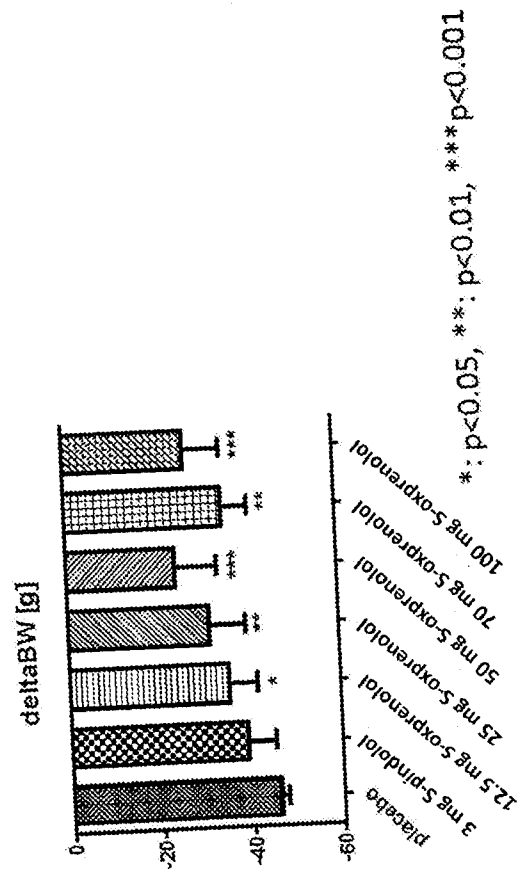 deltaBW [g]
0
-20
-40
-60
*
**
***
**
***
placebo
3 mg S-pindolol
12.5 mg S-oxprenolol
25 mg S-oxprenolol
50 mg S-oxprenolol
70 mg S-oxprenolol
100 mg S-oxprenolol
*: p<0.05, **: p<0.01, ***p<0.001